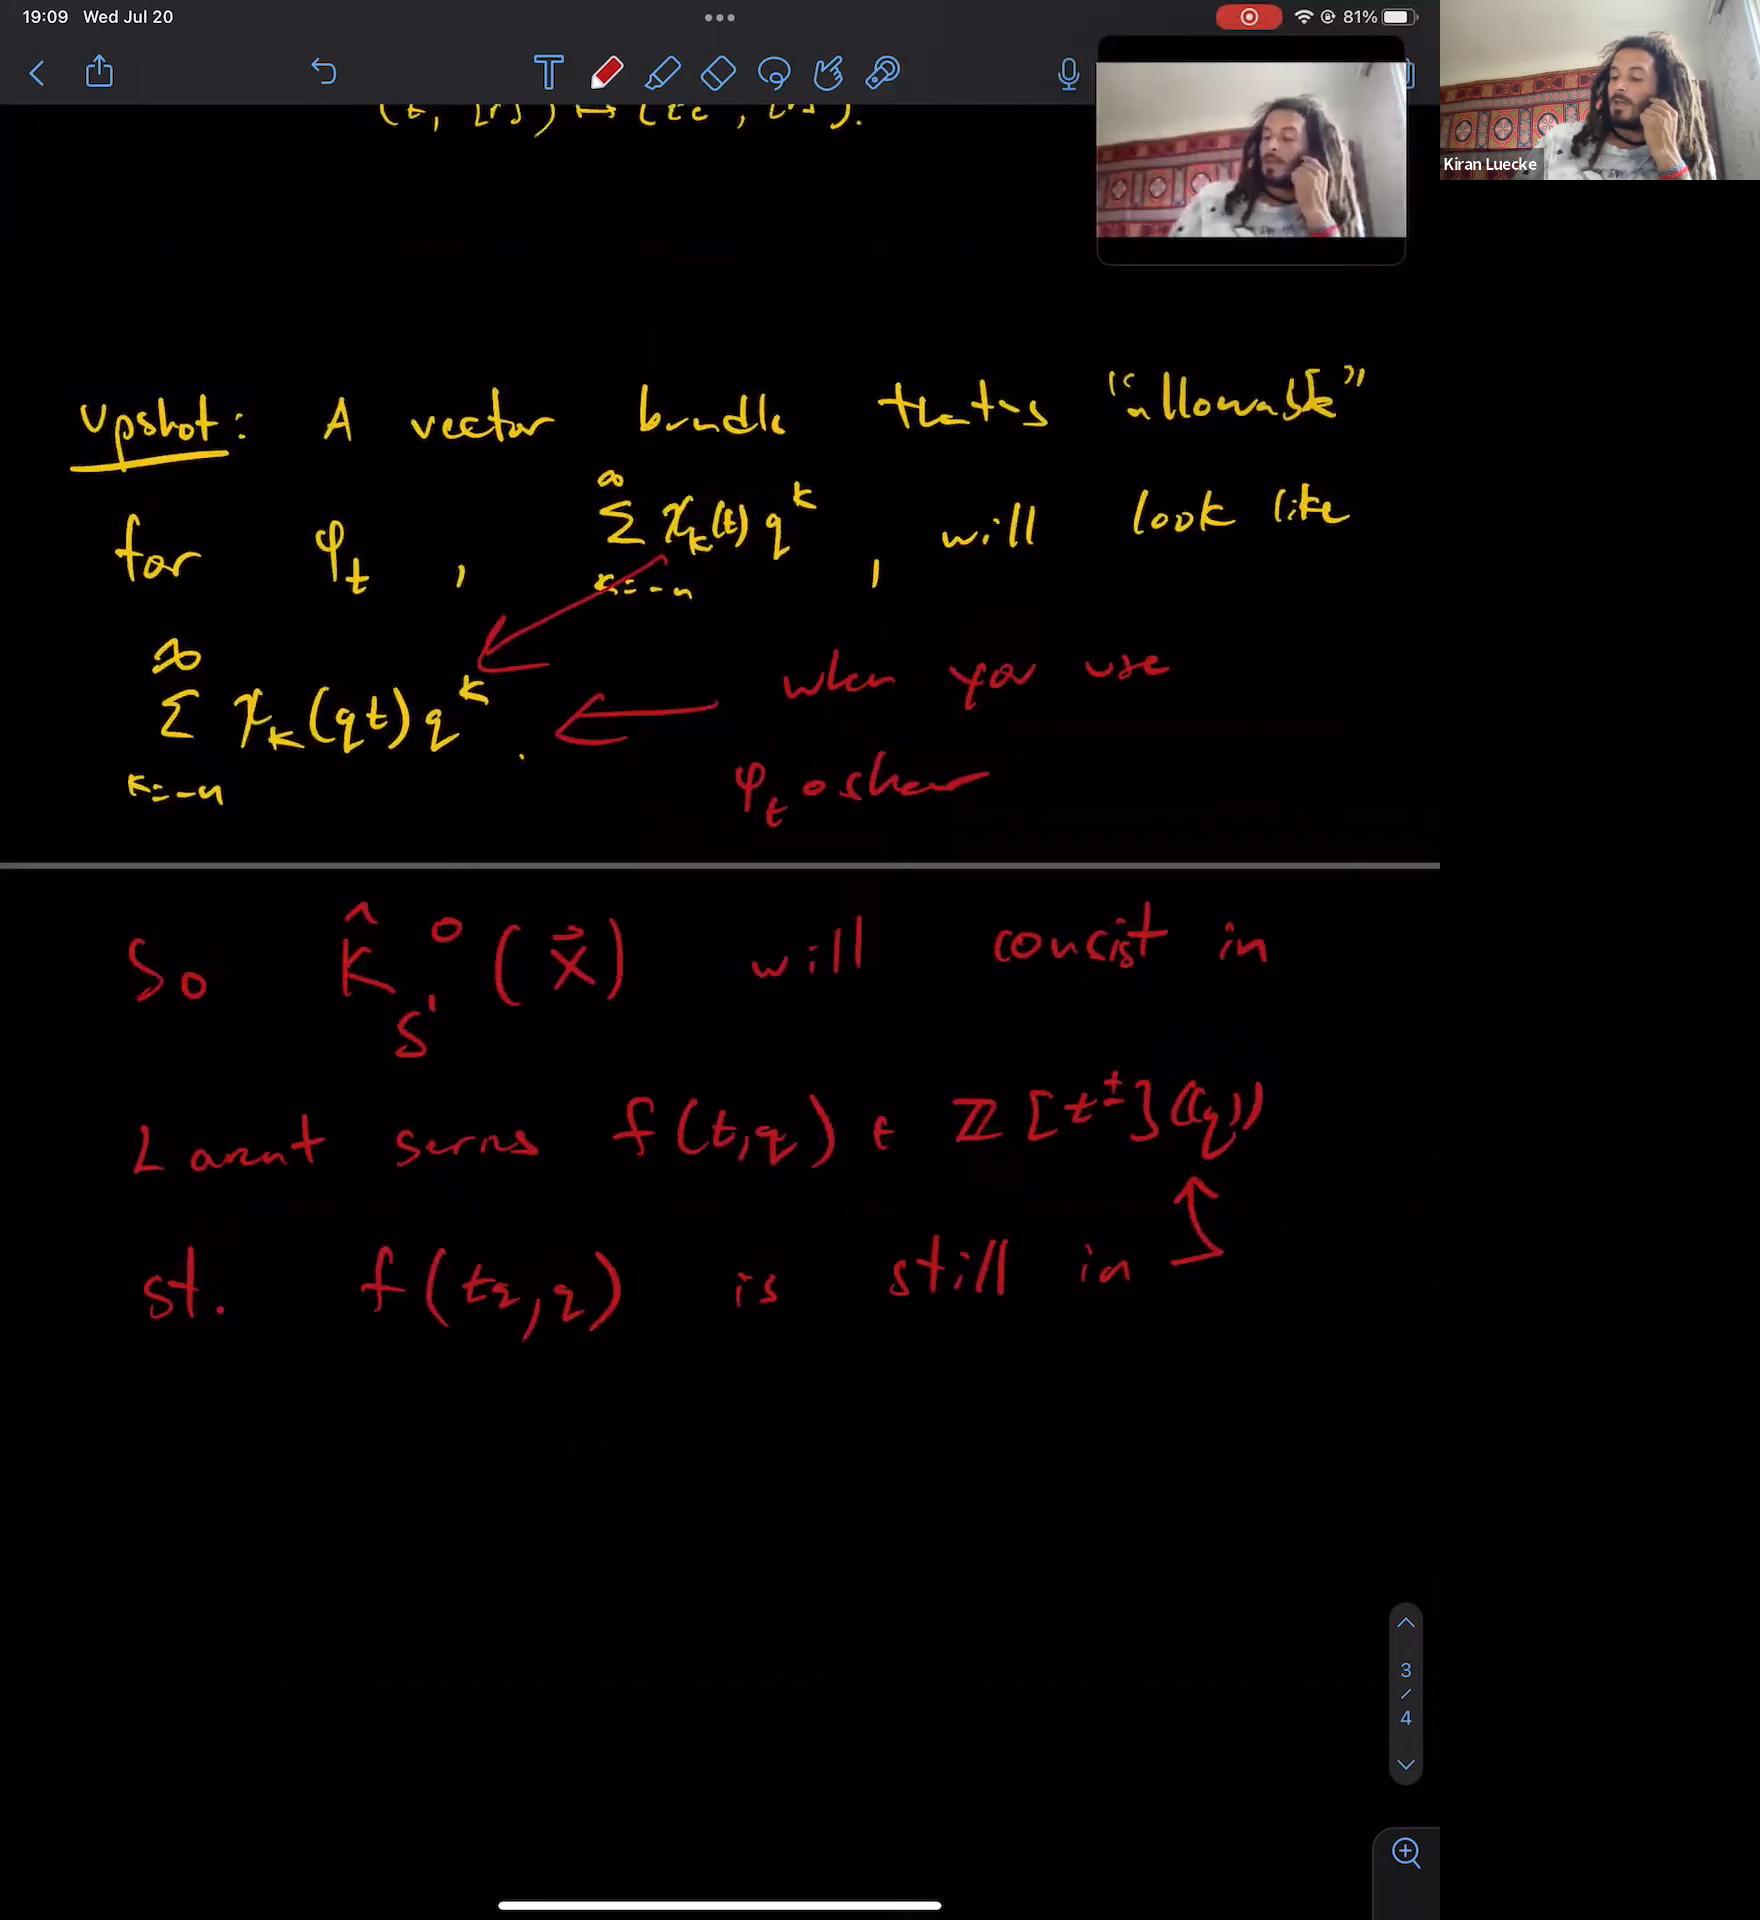 19:09 Wed Jul 20
81%
Kiran Luecke
upshot: A vector bundle that's "allowable"
for φ_t, ∑_{k=-n}^∞ χ_k(t) q^k, will look like
∑_{k=-n}^∞ χ_k(qt) q^k. ← when you use
φ_t ∘ shear
So K̂^0_{S^1}(X⃗) will consist in
Laurent series f(t,q) ∈ ℤ[t^±]((q))
st. f(tq,q) is still in
3
/
4